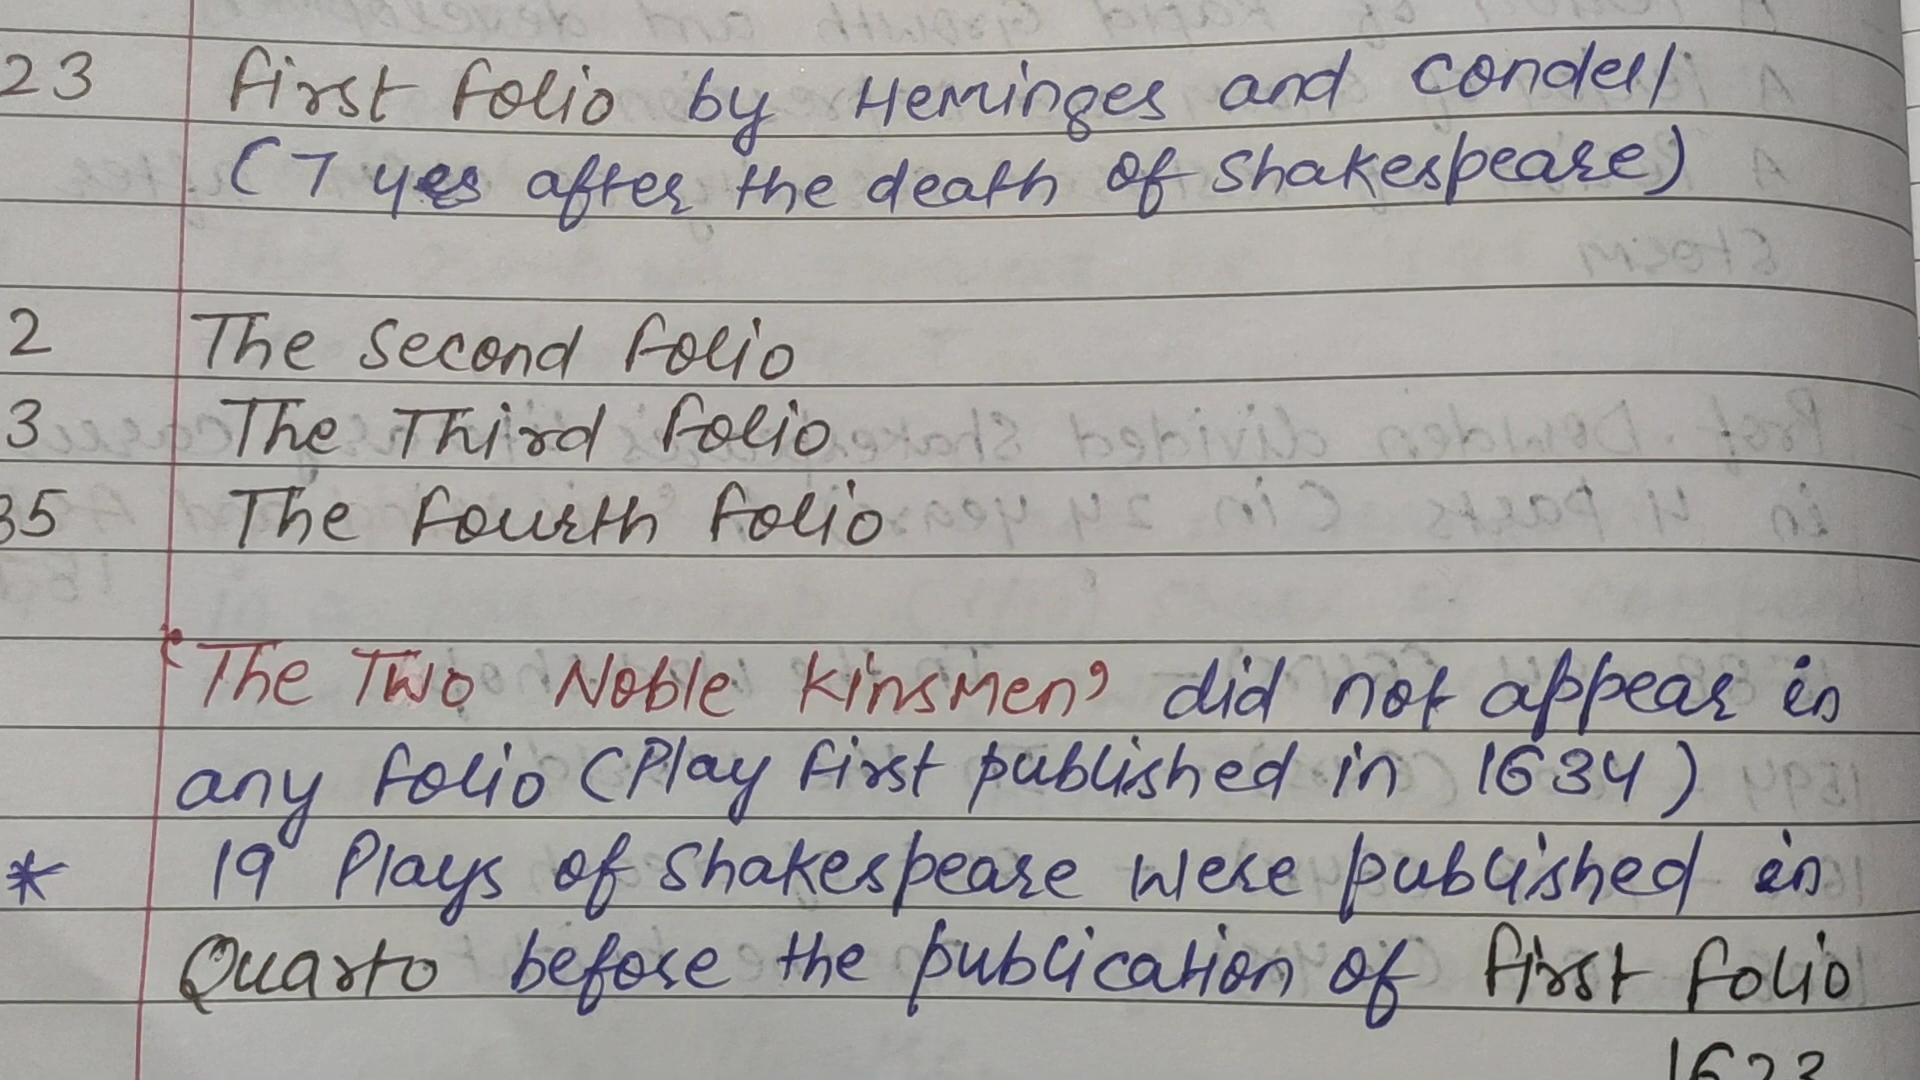 23 First Folio by Heminges and Condell
(7 yrs after the death of Shakespeare)
2 The Second Folio
3 The Third Folio
35 The Fourth Folio
'The Two Noble Kinsmen' did not appear in
any folio (Play first published in 1634)
* 19 Plays of Shakespeare were published in
Quarto before the publication of First Folio
1623